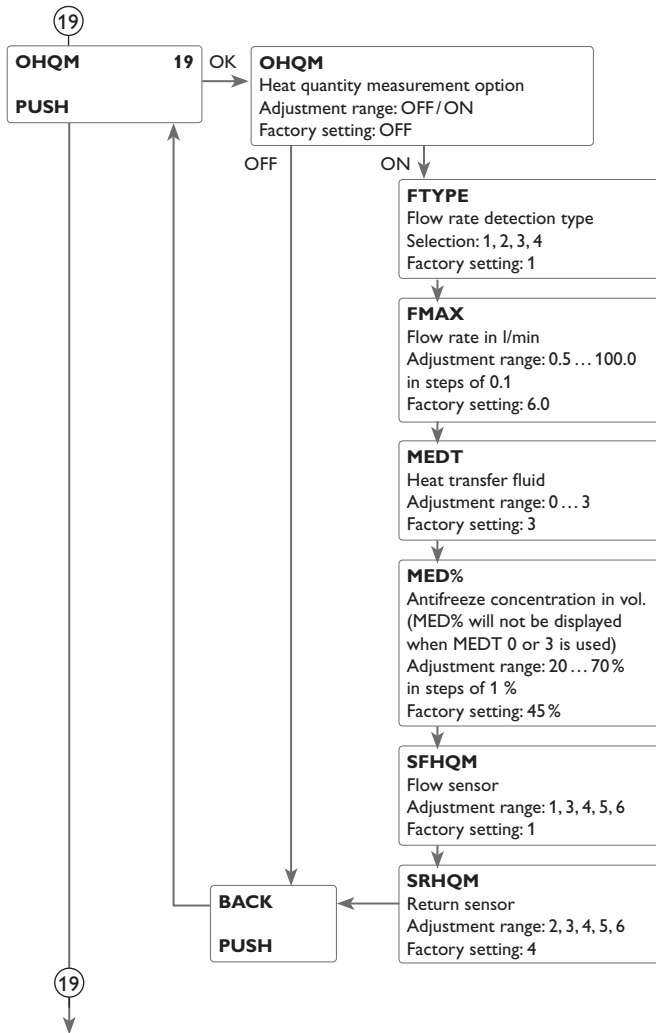 19
OHQM 19
PUSH
OK
OHQM
Heat quantity measurement option
Adjustment range: OFF/ON
Factory setting: OFF
OFF
ON
FTYPE
Flow rate detection type
Selection: 1, 2, 3, 4
Factory setting: 1
FMAX
Flow rate in l/min
Adjustment range: 0.5 … 100.0
in steps of 0.1
Factory setting: 6.0
MEDT
Heat transfer fluid
Adjustment range: 0 … 3
Factory setting: 3
MED%
Antifreeze concentration in vol.
(MED% will not be displayed
when MEDT 0 or 3 is used)
Adjustment range: 20 … 70%
in steps of 1 %
Factory setting: 45%
SFHQM
Flow sensor
Adjustment range: 1, 3, 4, 5, 6
Factory setting: 1
SRHQM
Return sensor
Adjustment range: 2, 3, 4, 5, 6
Factory setting: 4
BACK
PUSH
19